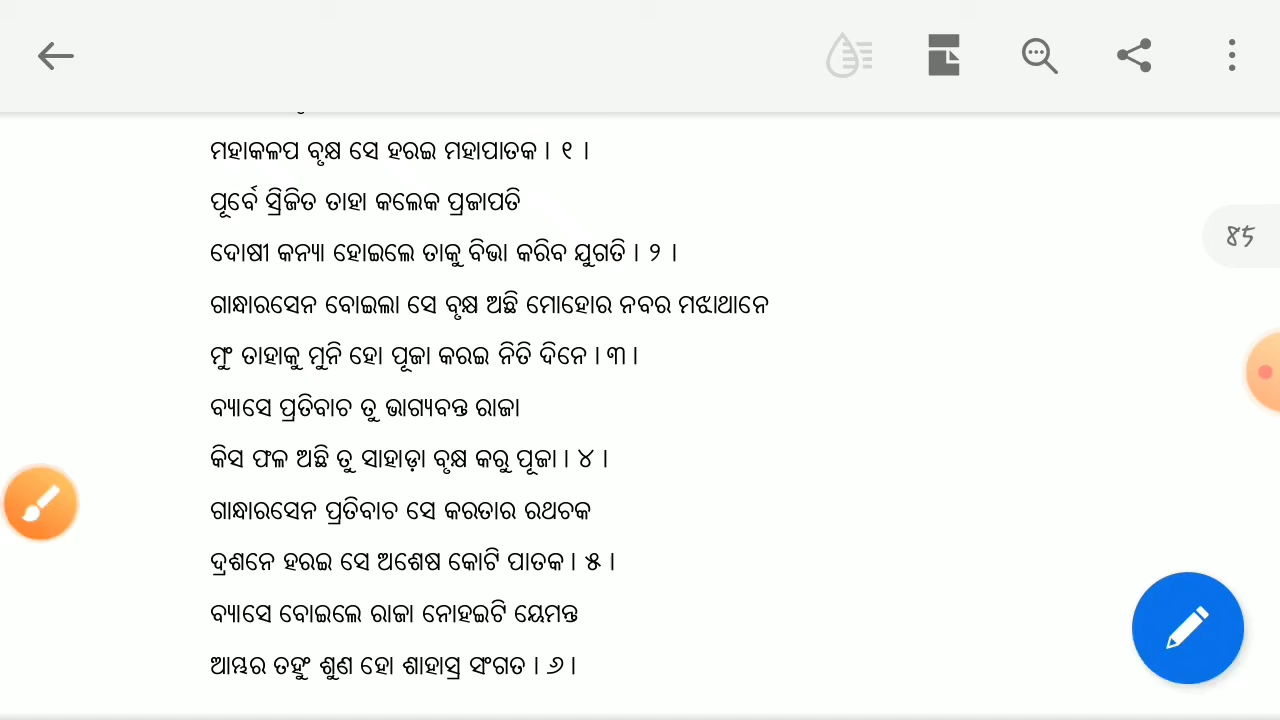 ମହାକଳପ ବୃକ୍ଷ ସେ ହରଇ ମହାପାତକ । ୧ ।
ପୂର୍ବେ ସ୍ରିଜିତ ତାହା କଲେକ ପ୍ରଜାପତି
85
ଦୋଷୀ କନ୍ୟା ହୋଇଲେ ତାକୁ ବିଭା କରିବ ଯୁଗତି । ୨ ।
ଗାନ୍ଧାରସେନ ବୋଇଲା ସେ ବୃକ୍ଷ ଅଛି ମୋହୋର ନବର ମଝାଥାନେ
ମୁଂ ତାହାକୁ ମୁନି ହୋ ପୂଜା କରଇ ନିତି ଦିନେ । ୩ ।
ବ୍ୟାସେ ପ୍ରତିବାଚ ତୁ ଭାଗ୍ୟବନ୍ତ ରାଜା
କିସ ଫଳ ଅଛି ତୁ ସାହାଡ଼ା ବୃକ୍ଷ କରୁ ପୂଜା । ୪ ।
ଗାନ୍ଧାରସେନ ପ୍ରତିବାଚ ସେ କରତାର ରଥଚକ
ଦ୍ରଶନେ ହରଇ ସେ ଅଶେଷ କୋଟି ପାତକ । ୫ ।
ବ୍ୟାସେ ବୋଇଲେ ରାଜା ନୋହଇଟି ୟେମନ୍ତ
ଆମ୍ଭର ତହୁଂ ଶୁଣ ହୋ ଶାହାସ୍ର ସଂଗତ । ୬ ।